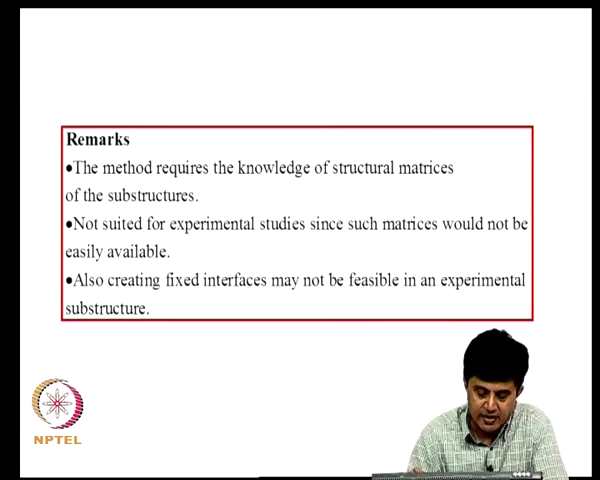 Remarks
•The method requires the knowledge of structural matrices
of the substructures.
•Not suited for experimental studies since such matrices would not be
easily available.
•Also creating fixed interfaces may not be feasible in an experimental
substructure.
NPTEL